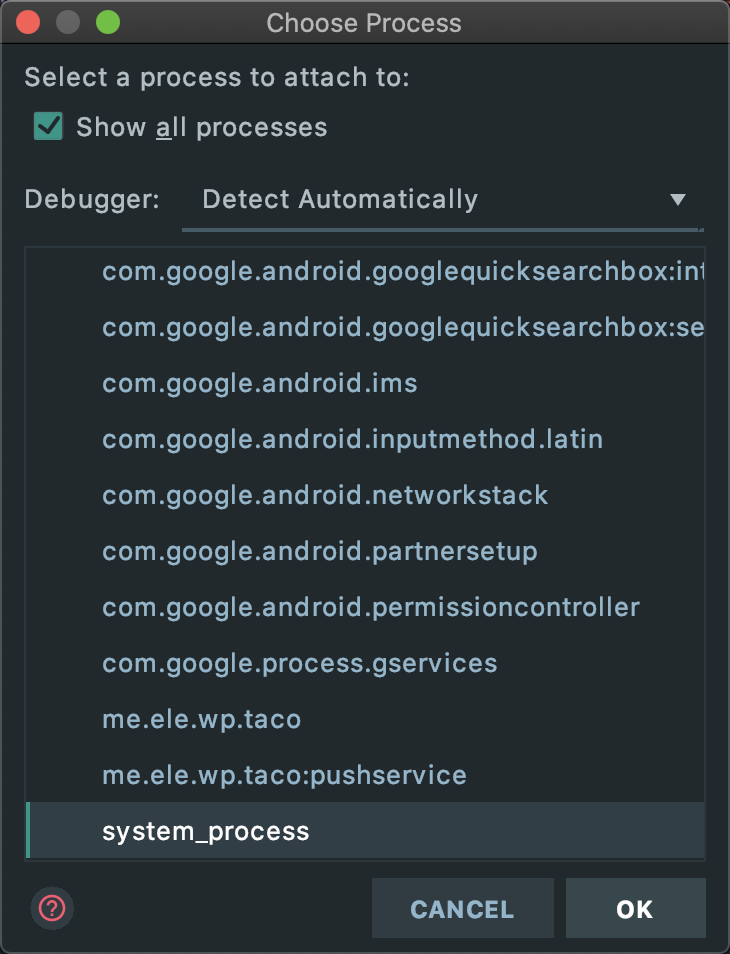 Choose Process
Select a process to attach to:
Show all processes
Debugger: Detect Automatically
com.google.android.googlequicksearchbox:int
com.google.android.googlequicksearchbox:se
com.google.android.ims
com.google.android.inputmethod.latin
com.google.android.networkstack
com.google.android.partnersetup
com.google.android.permissioncontroller
com.google.process.gservices
me.ele.wp.taco
me.ele.wp.taco:pushservice
system_process
? CANCEL OK